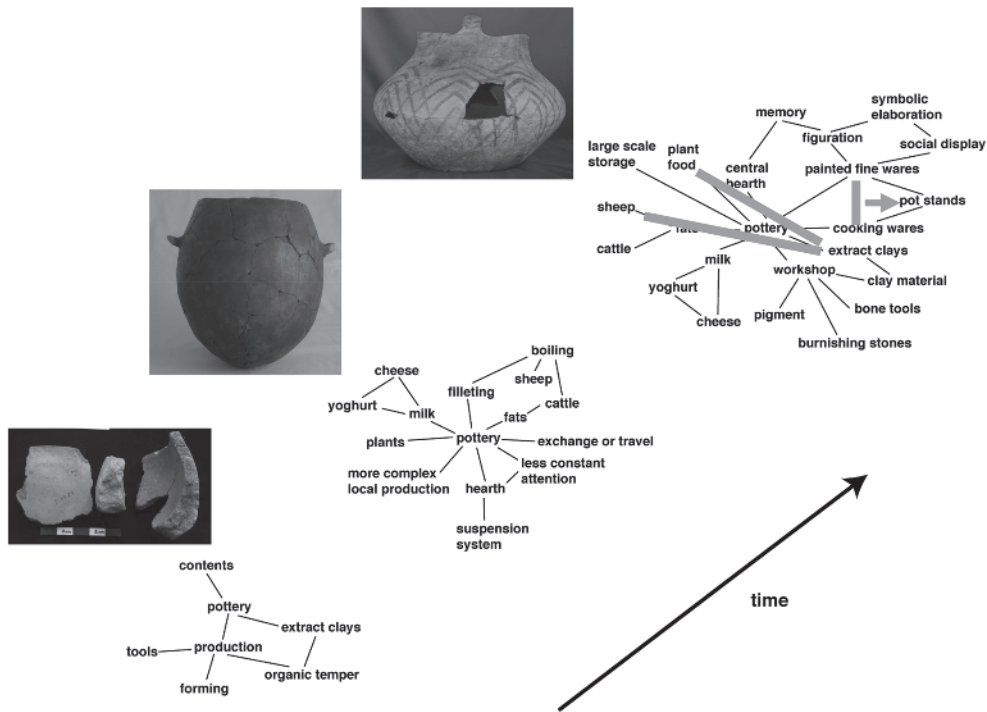 memory
symbolic
elaboration
figuration
social display
large scale
storage
plant
food
central
hearth
painted fine wares
sheep
pot stands
fats
pottery
cooking wares
cattle
extract clays
milk
workshop
clay material
yoghurt
bone tools
cheese
pigment
burnishing stones
boiling
cheese
sheep
filleting
yoghurt
milk
cattle
fats
plants
pottery
exchange or travel
less constant
attention
more complex
local production
hearth
suspension
system
contents
pottery
extract clays
tools
production
organic temper
forming
time